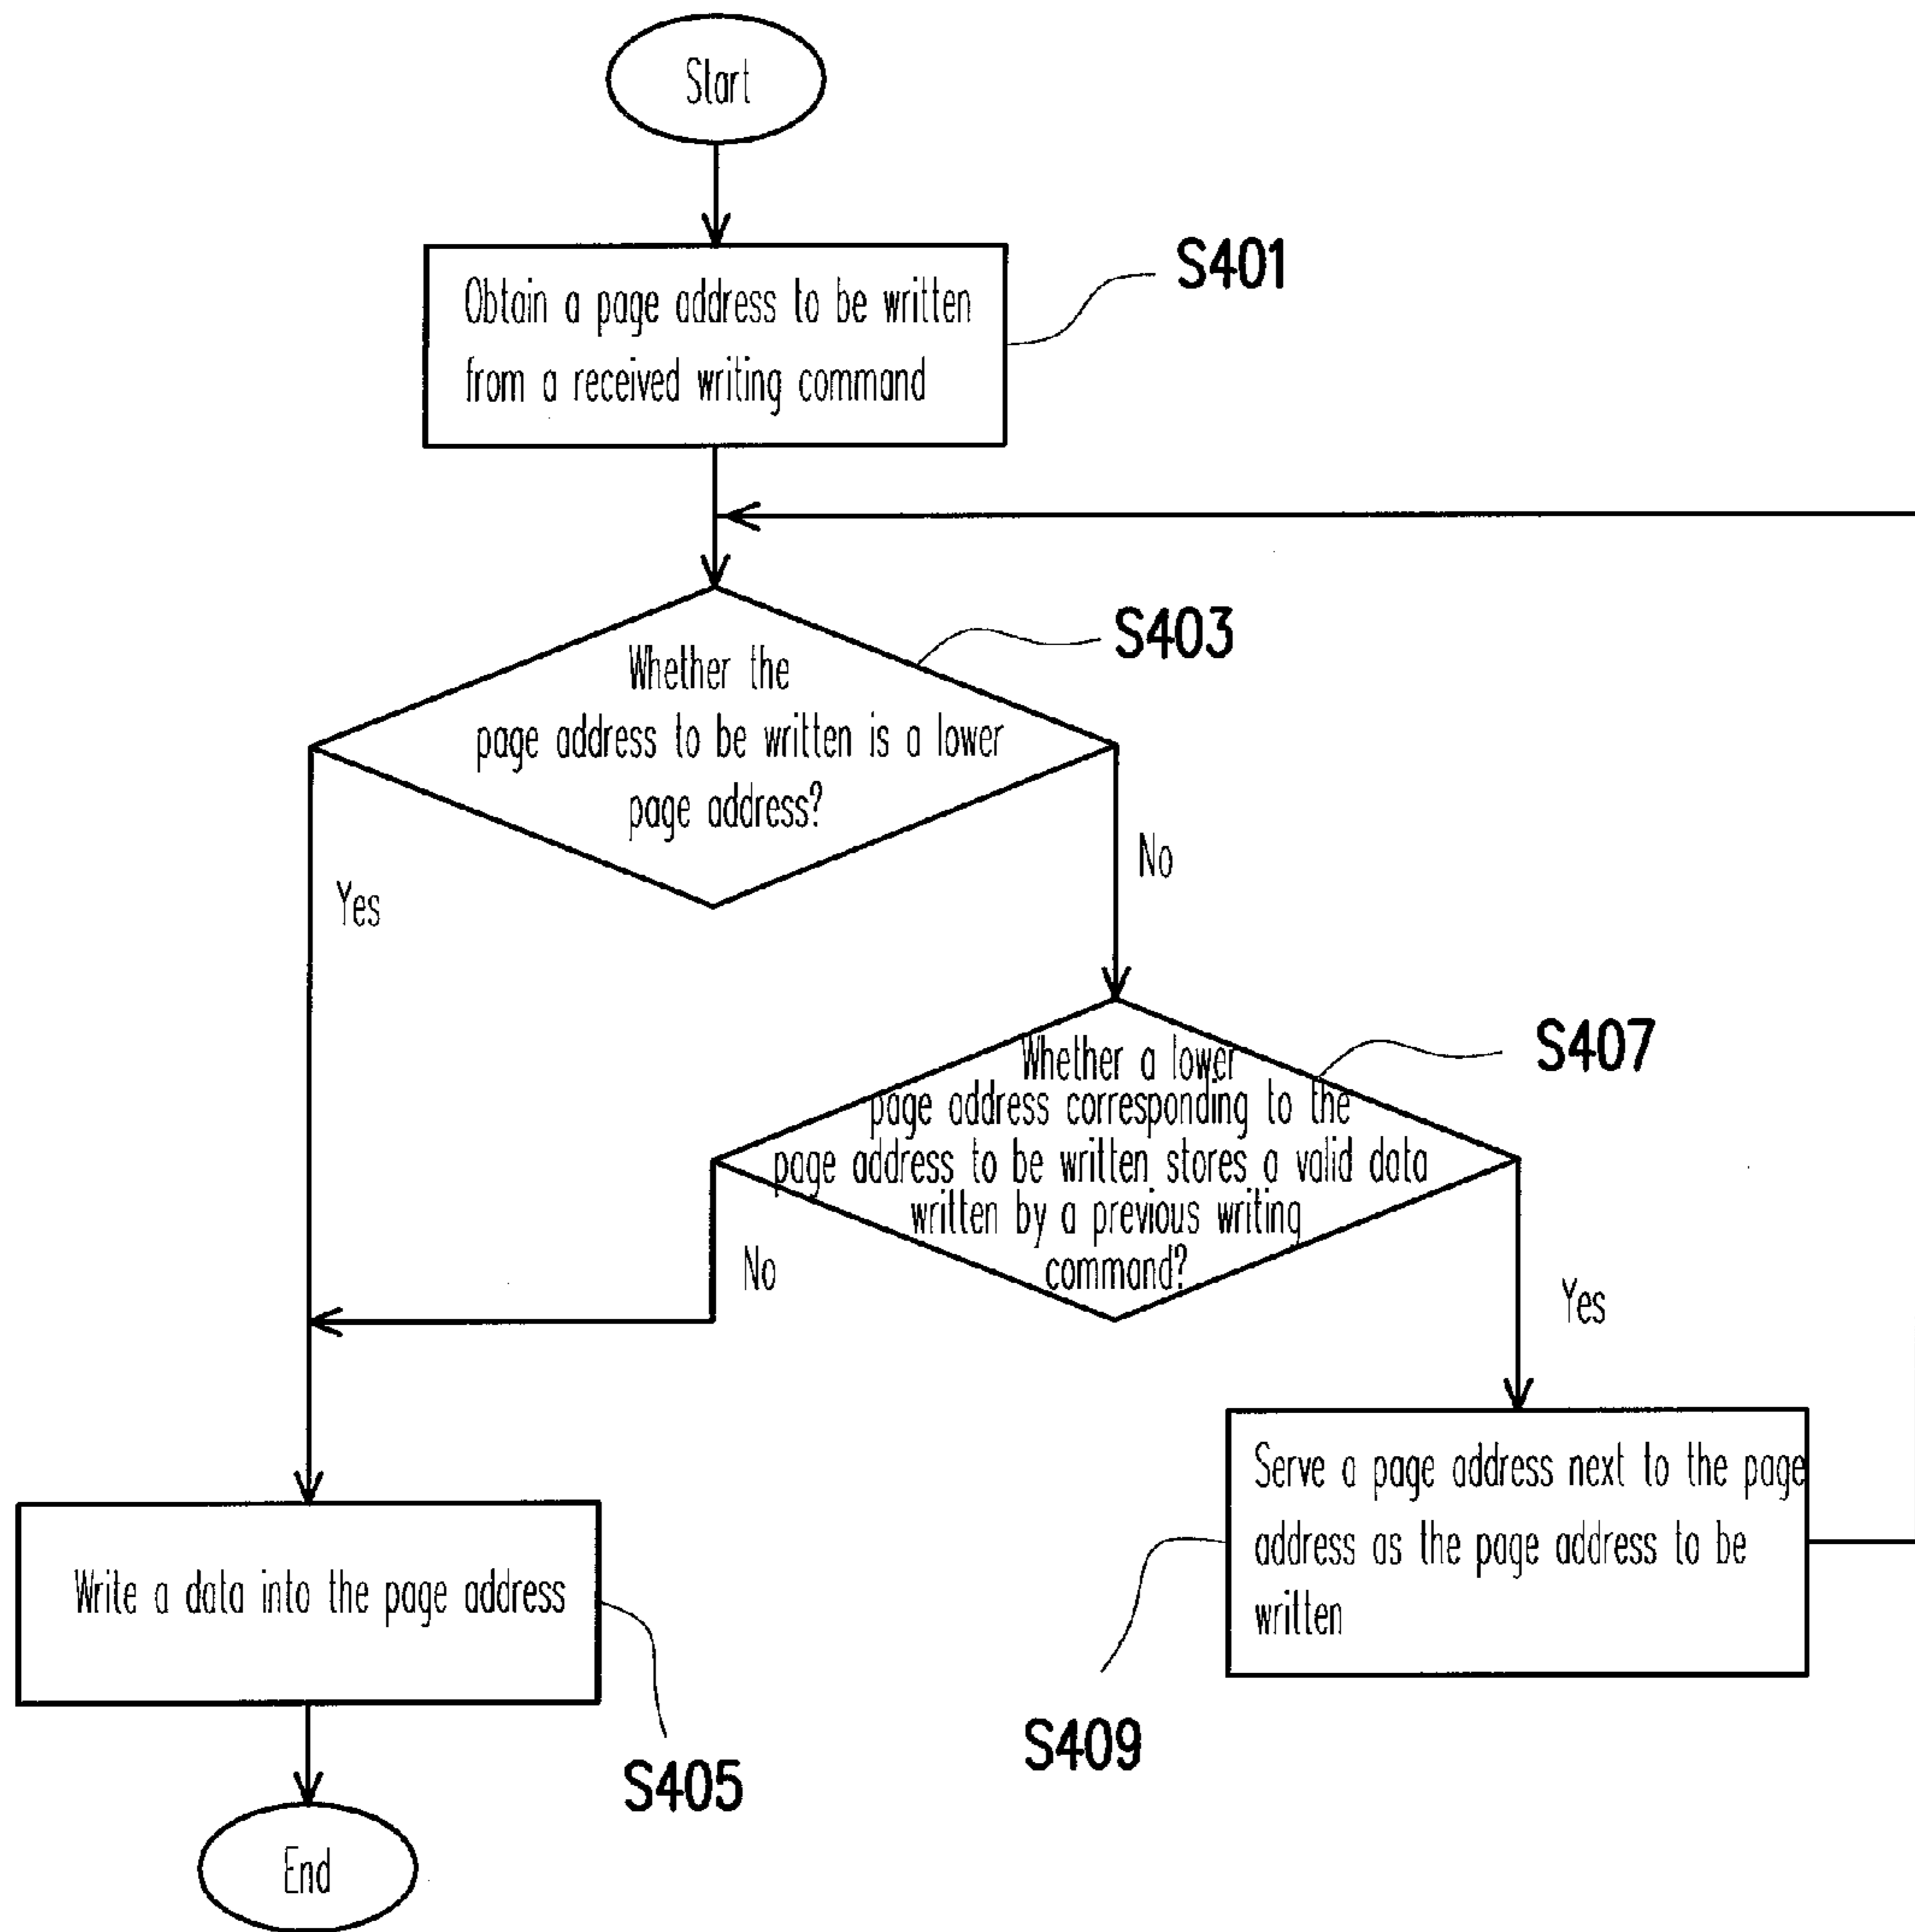 Start
Obtain a page address to be written
from a received writing command
S401
Whether the
page address to be written is a lower
page address?
S403
Yes
No
Whether a lower
page address corresponding to the
page address to be written stores a valid data
written by a previous writing
command?
S407
No
Yes
Serve a page address next to the page
address as the page address to be
written
S409
Write a data into the page address
S405
End